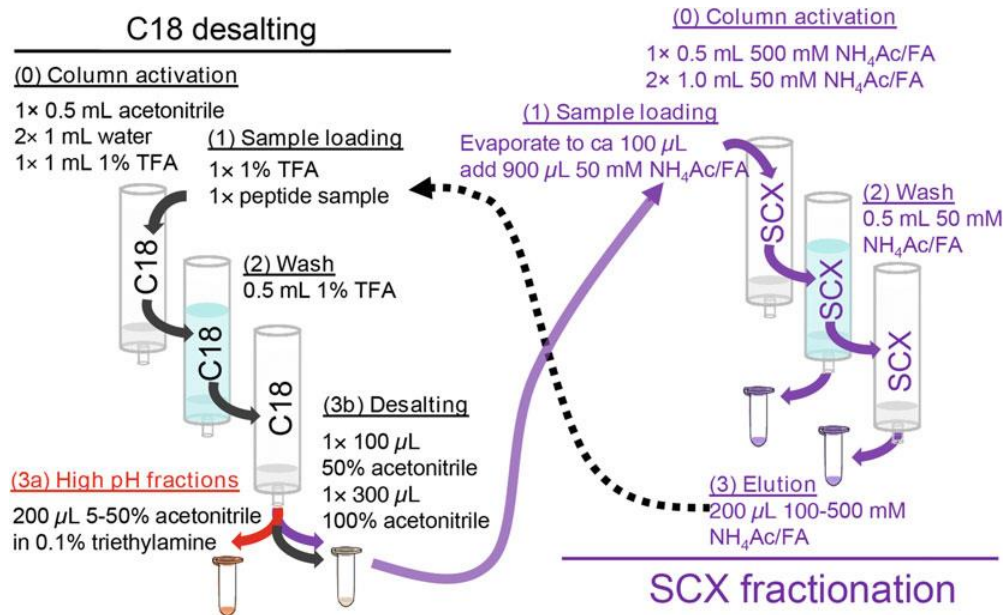 C18 desalting
(0) Column activation
1× 0.5 mL acetonitrile
2× 1 mL water
1× 1 mL 1% TFA
(1) Sample loading
1× 1% TFA
1× peptide sample
C18
(2) Wash
0.5 mL 1% TFA
C18
C18
(3b) Desalting
1× 100 µL
50% acetonitrile
1× 300 µL
100% acetonitrile
(3a) High pH fractions
200 µL 5-50% acetonitrile
in 0.1% triethylamine
(0) Column activation
1× 0.5 mL 500 mM NH₄Ac/FA
2× 1.0 mL 50 mM NH₄Ac/FA
(1) Sample loading
Evaporate to ca 100 µL
add 900 µL 50 mM NH₄Ac/FA
SCX
(2) Wash
0.5 mL 50 mM
NH₄Ac/FA
SCX
SCX
(3) Elution
200 µL 100-500 mM
NH₄Ac/FA
SCX fractionation